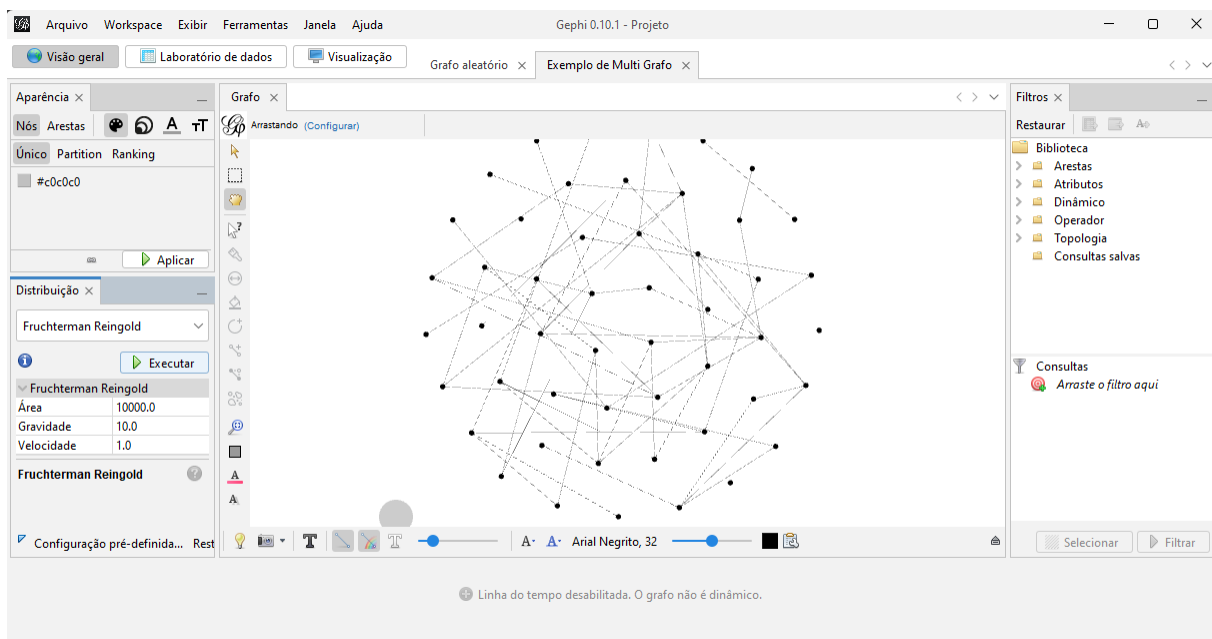 Arquivo Workspace Exibir Ferramentas Janela Ajuda Gephi 0.10.1 - Projeto
Visão geral Laboratório de dados Visualização Grafo aleatório Exemplo de Multi Grafo
Aparência Grafo Filtros
Nós Arestas A TT Arrastando (Configurar) Restaurar
Único Partition Ranking
#c0c0c0
Biblioteca
Arestas
Atributos
Dinâmico
Operador
Topologia
Consultas salvas
Aplicar
Distribuição
Fruchterman Reingold
Executar
Fruchterman Reingold
Área 10000.0
Gravidade 10.0
Velocidade 1.0
Fruchterman Reingold
Consultas
Arraste o filtro aqui
Configuração pré-definida... Rest
T T A- A- Arial Negrito, 32
Selecionar Filtrar
Linha do tempo desabilitada. O grafo não é dinâmico.